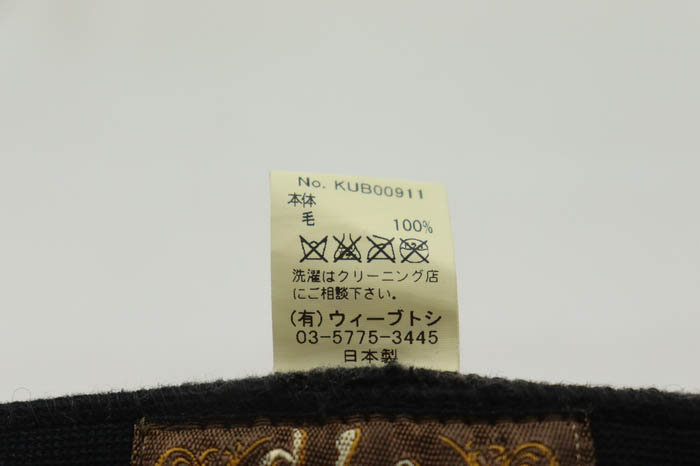 No. KUB00911
本体
毛 100%
洗濯はクリーニング店
にご相談下さい。
(有)ウィーブトシ
03-5775-3445
日本製